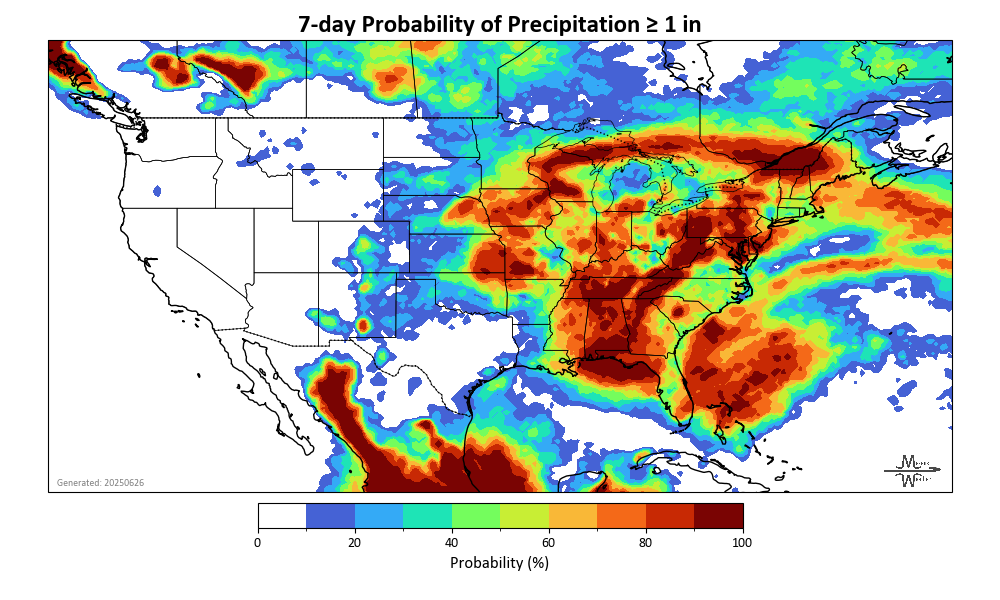 7-day Probability of Precipitation ≥ 1 in
Generated: 20250626
0 20 40 60 80 100
Probability (%)